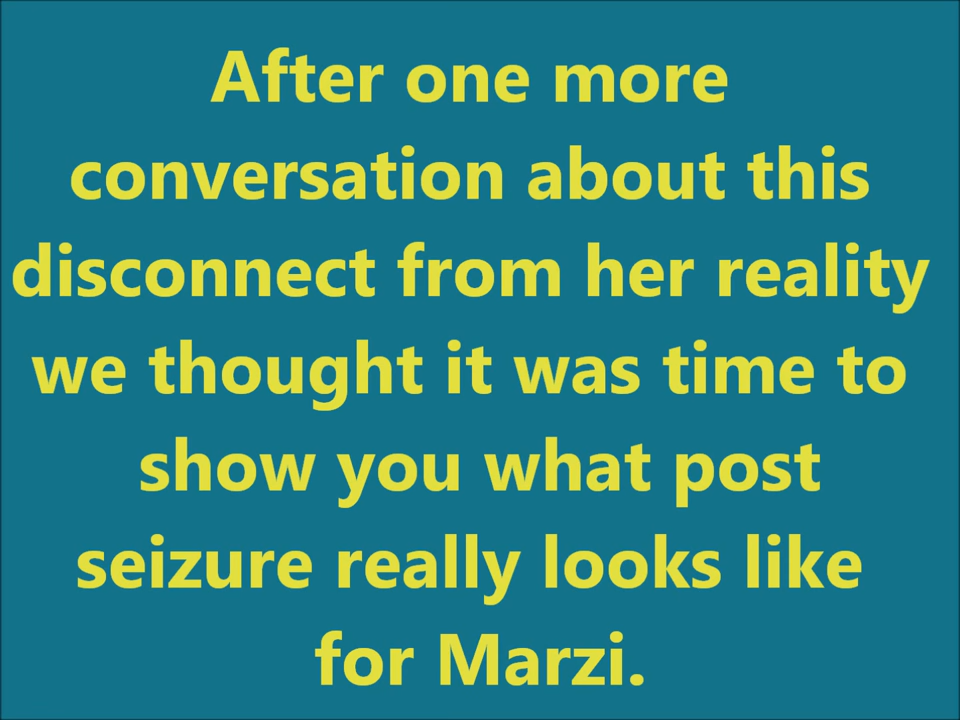 After one more
conversation about this
disconnect from her reality
we thought it was time to
show you what post
seizure really looks like
for Marzi.